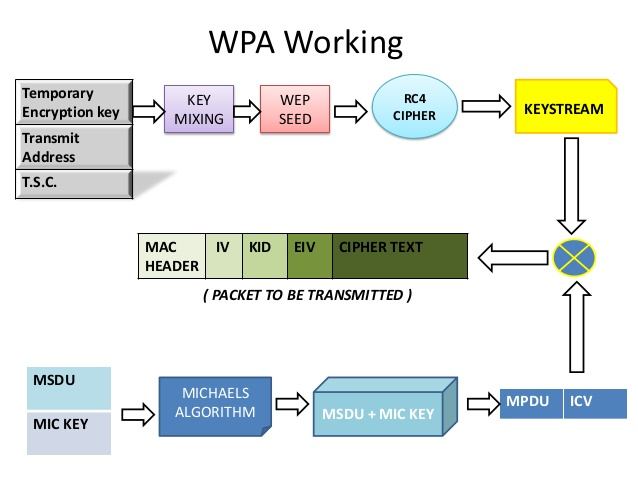 WPA Working
Temporary
Encryption key
Transmit
Address
T.S.C.
KEY
MIXING
WEP
SEED
RC4
CIPHER
KEYSTREAM
MAC
HEADER
IV
KID
EIV
CIPHER TEXT
( PACKET TO BE TRANSMITTED )
MSDU
MIC KEY
MICHAELS
ALGORITHM
MSDU + MIC KEY
MPDU
ICV